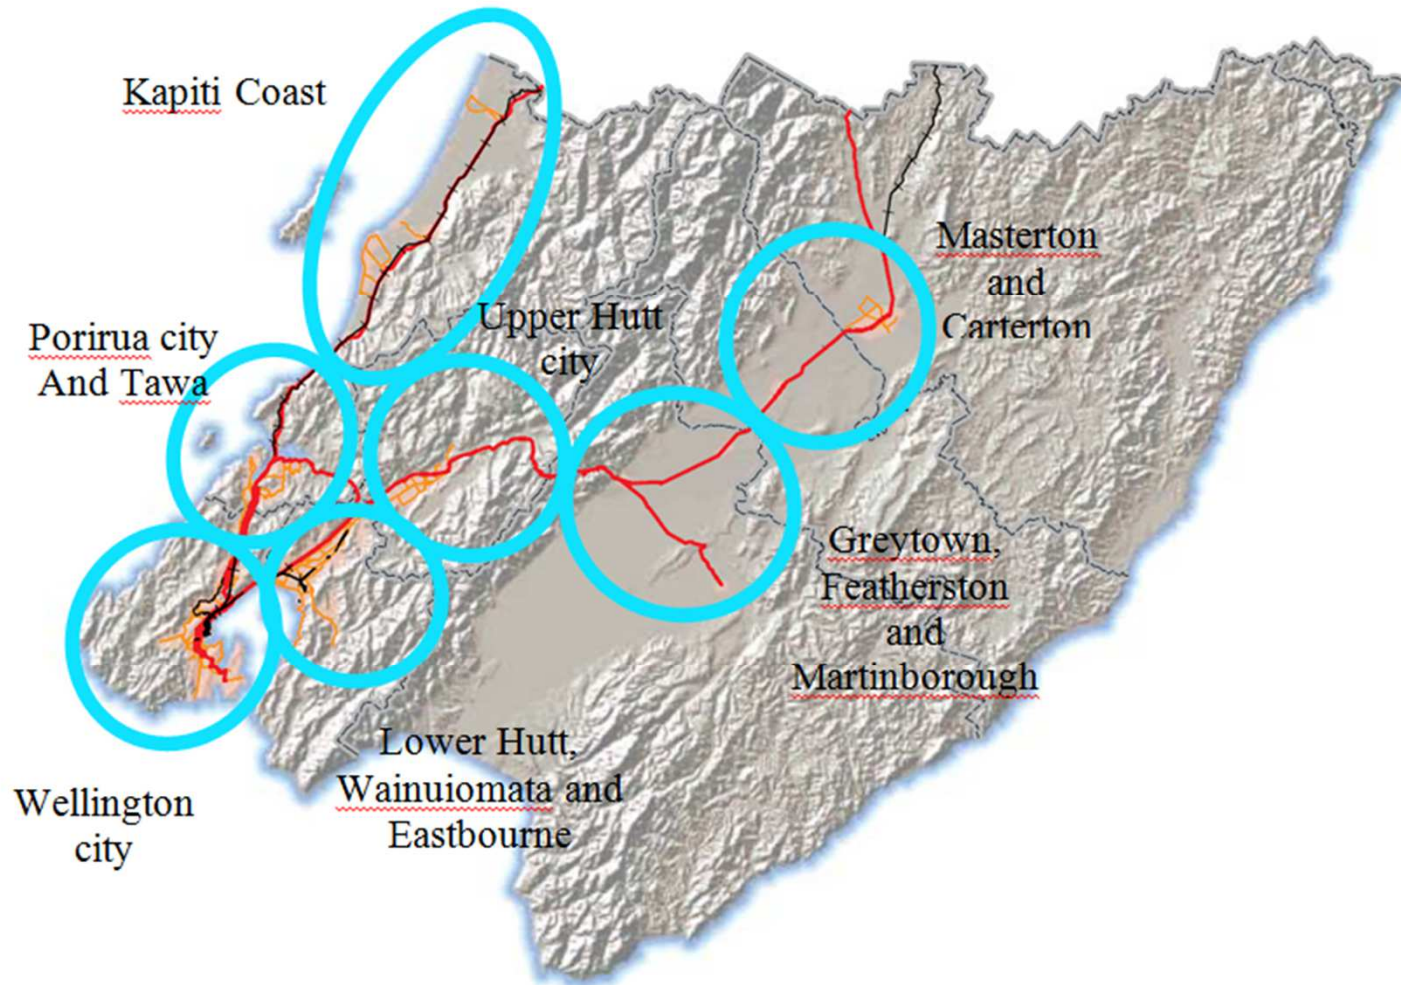 Kapiti Coast
Masterton
and
Carterton
Upper Hutt
city
Porirua city
And Tawa
Greytown,
Featherston
and
Martinborough
Lower Hutt,
Wainuiomata and
Eastbourne
Wellington
city